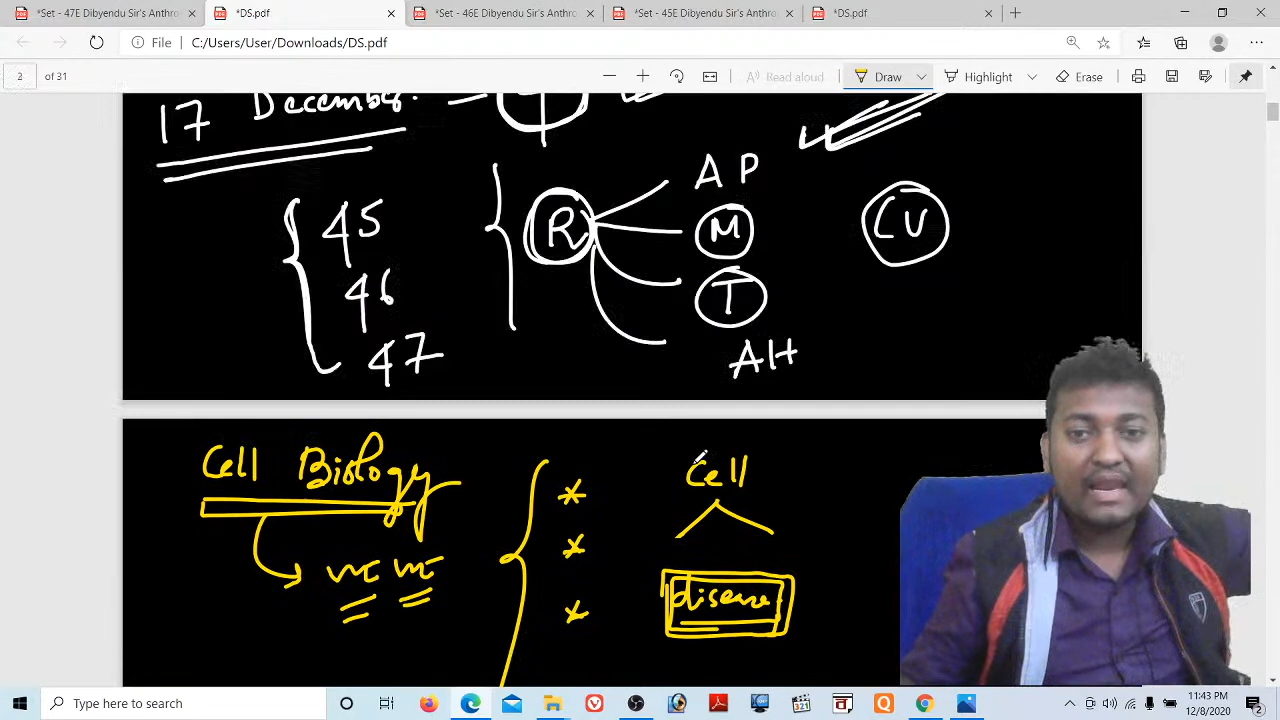 *Set - 47E Dibyendu Sir's Anthro
*DS.pdf
*Set - 46E Dibyendu Sir's Anthro
*Set - 45E Dibyendu Sir's Anthro
*DS.pdf
File C:/Users/User/Downloads/DS.pdf
2 of 31 Read aloud Draw Highlight Erase
17 December.
45
46
47
R
AP
M
T
AH
CU
Cell Biology
Cell
disease
Type here to search
11:43 PM
12/8/2020